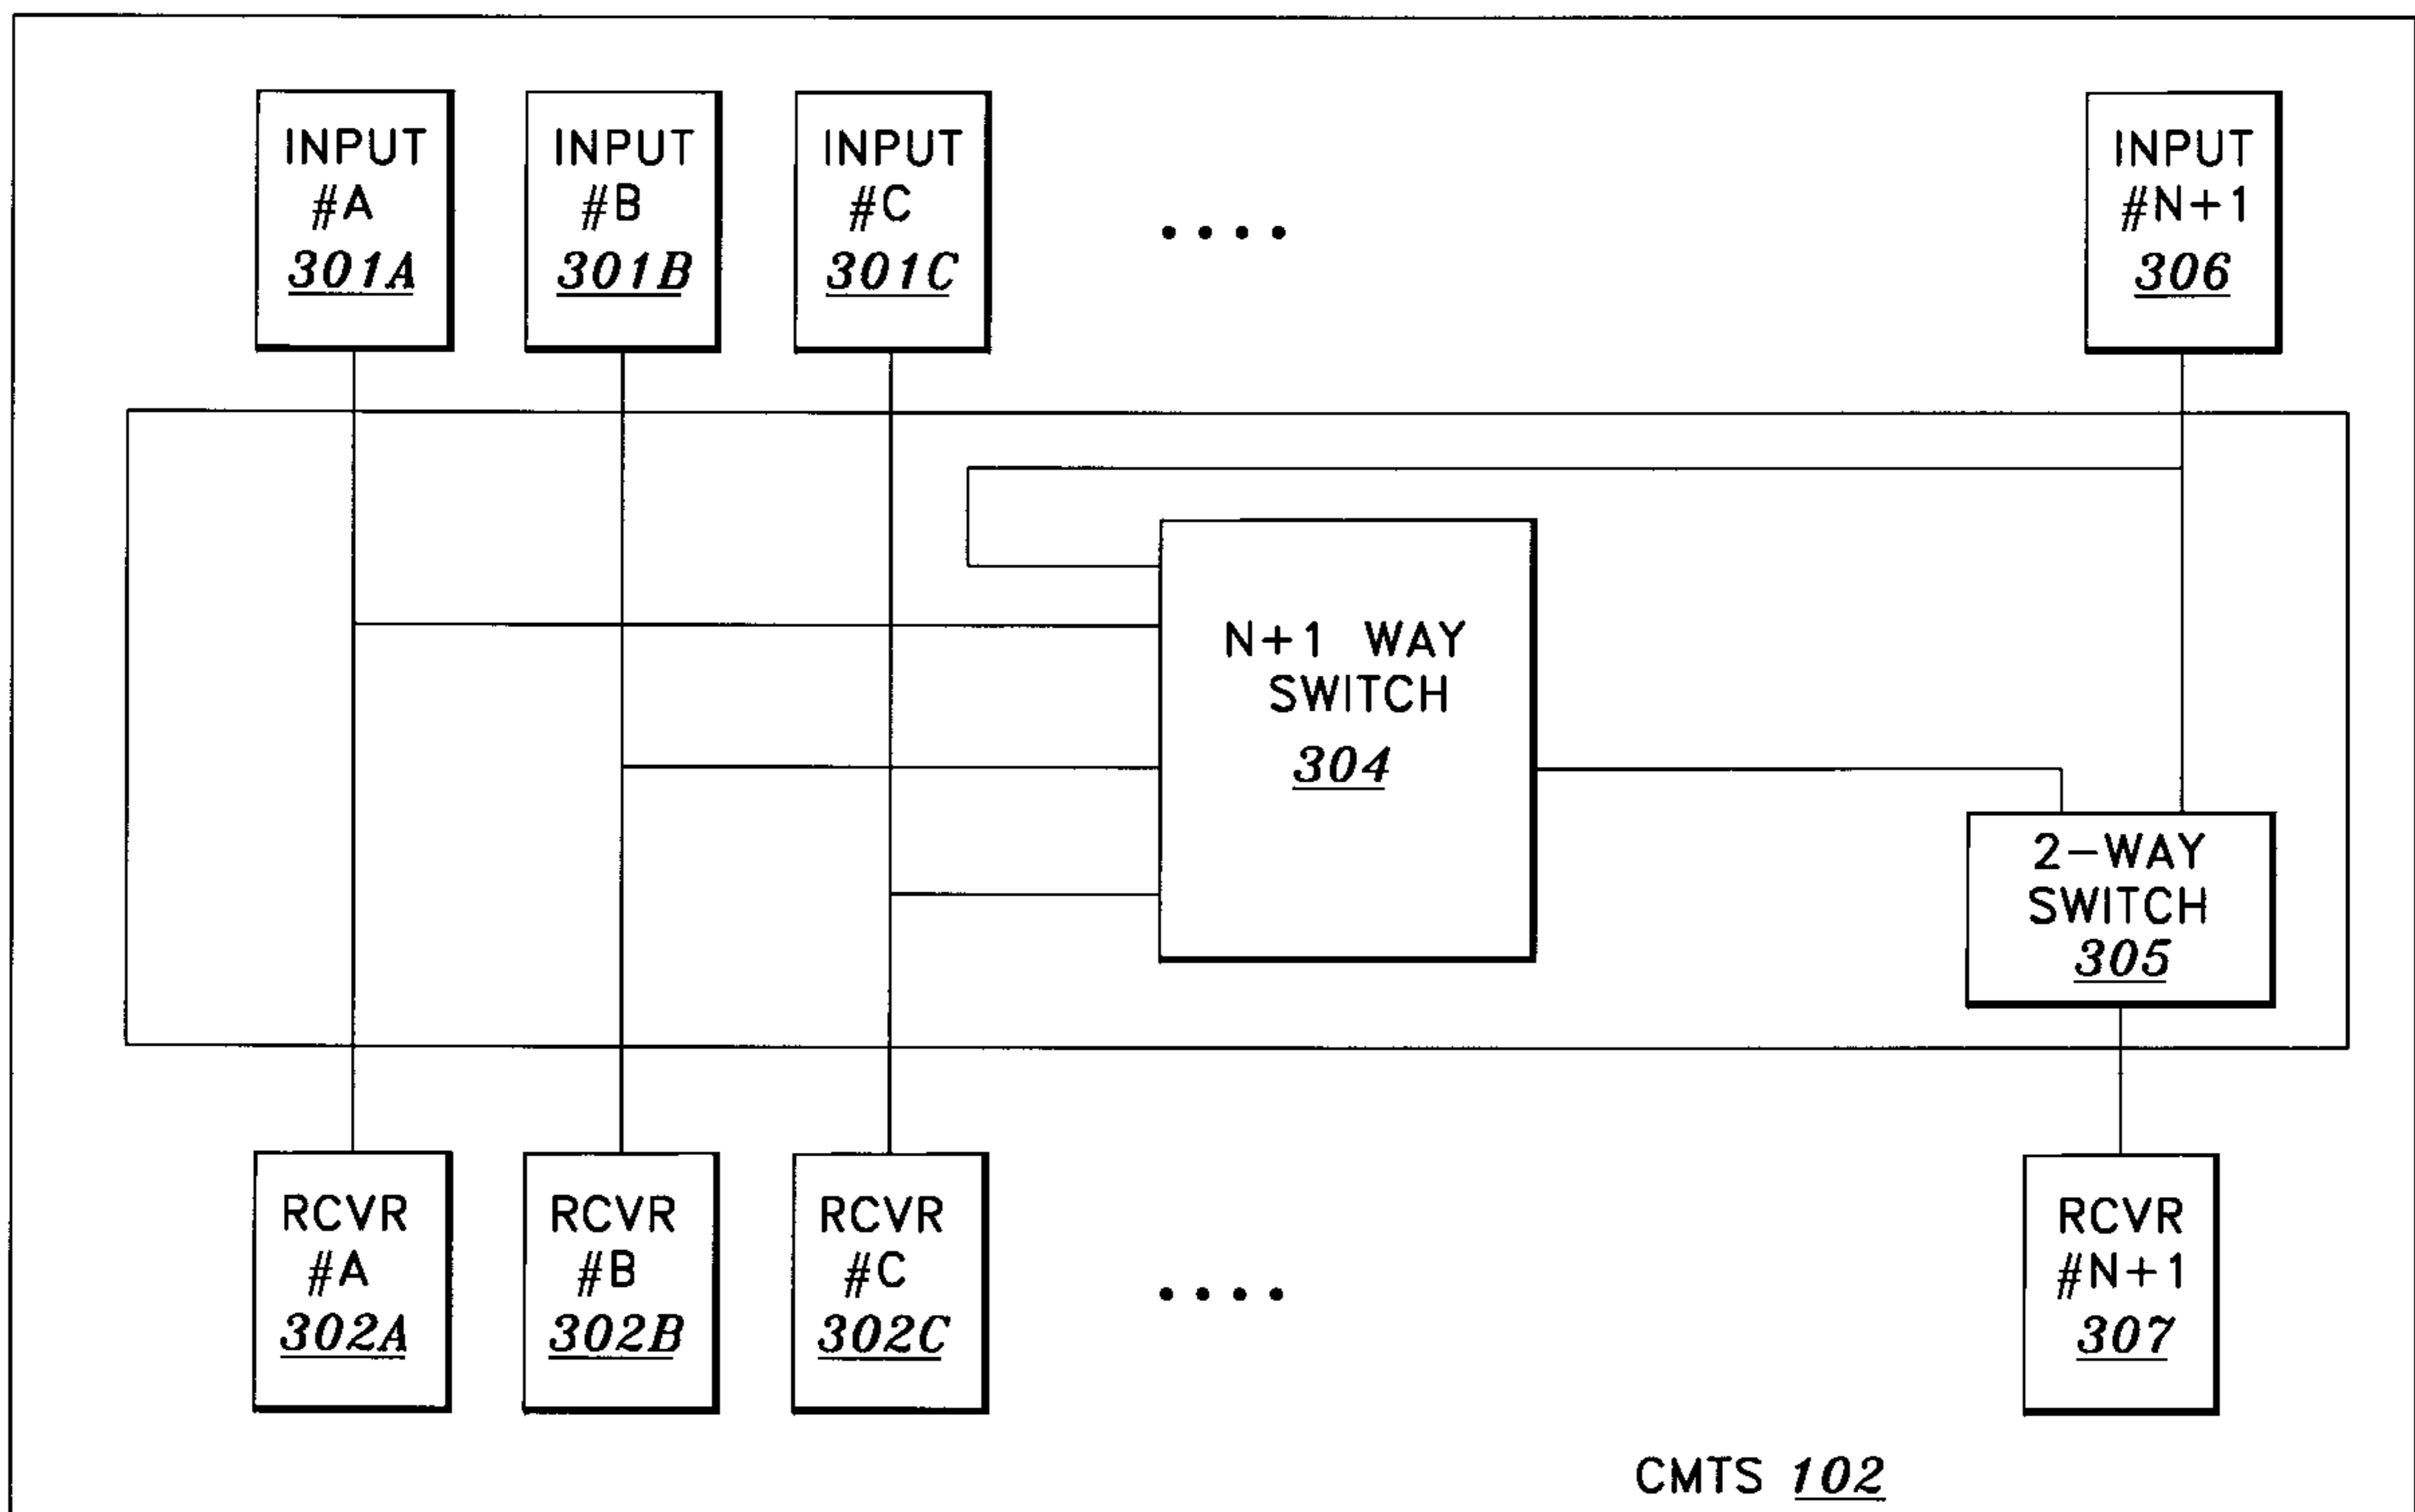 INPUT
#A
301A
INPUT
#B
301B
INPUT
#C
301C
....
INPUT
#N+1
306
N+1 WAY
SWITCH
304
2-WAY
SWITCH
305
RCVR
#A
302A
RCVR
#B
302B
RCVR
#C
302C
....
RCVR
#N+1
307
CMTS 102